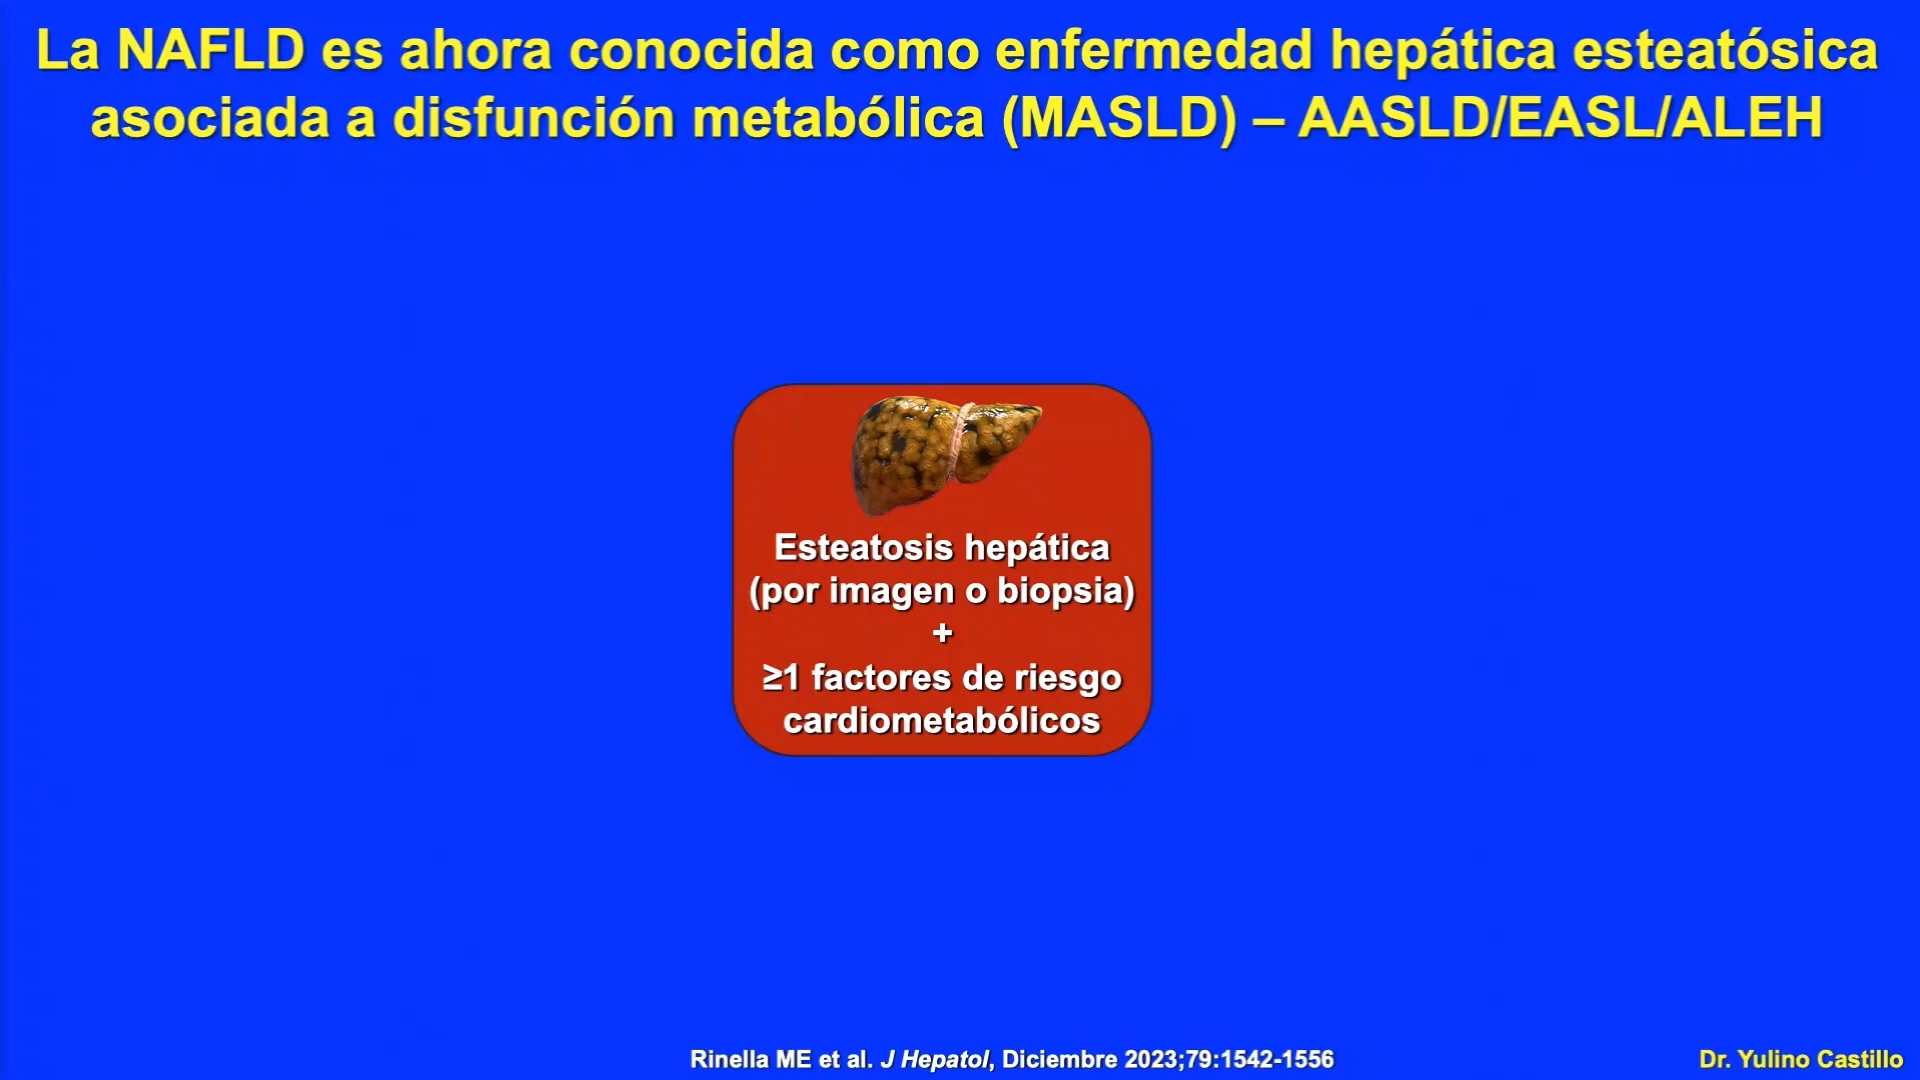 La NAFLD es ahora conocida como enfermedad hepática esteatósica
asociada a disfunción metabólica (MASLD) – AASLD/EASL/ALEH
Esteatosis hepática
(por imagen o biopsia)
+
≥1 factores de riesgo
cardiometabólicos
Rinella ME et al. J Hepatol, Diciembre 2023;79:1542-1556
Dr. Yulino Castillo